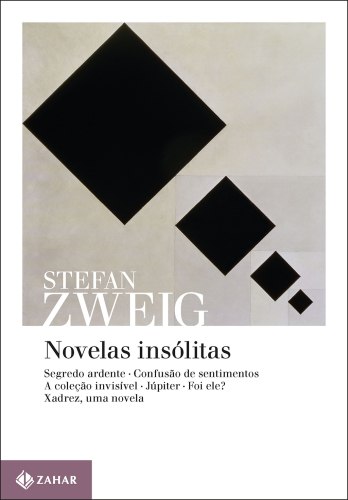 STEFAN
ZWEIG
Novelas insólitas
Segredo ardente · Confusão de sentimentos
A coleção invisível · Júpiter · Foi ele?
Xadrez, uma novela
ZAHAR